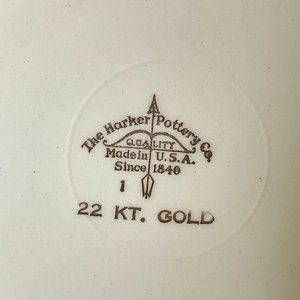 The Harker Pottery Co.
QUALITY
Made in U.S.A.
Since 1840
1
22 KT. GOLD